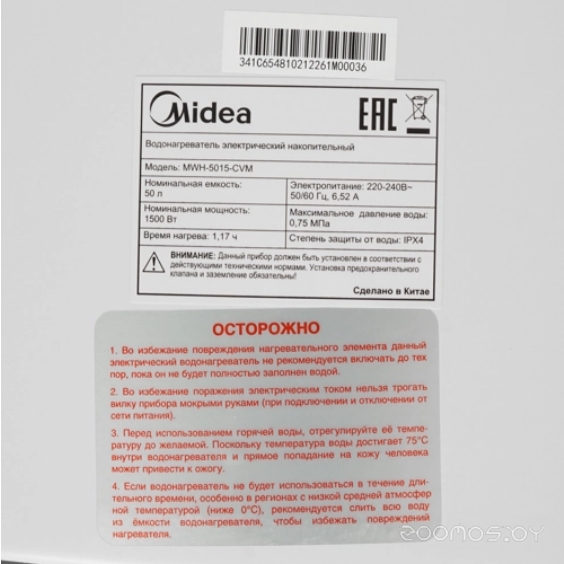 341C654810212261M00036
Midea
EAC
Водонагреватель электрический накопительный
Модель: MWH-5015-CVM
Номинальная емкость:
50 л
Электропитание: 220-240В~
50/60 Гц, 6,52 А
Номинальная мощность:
1500 Вт
Максимальное давление воды:
0,75 МПа
Время нагрева: 1,17 ч
Степень защиты от воды: IPX4
ВНИМАНИЕ: Данный прибор должен быть установлен в соответствии с
действующими техническими нормами. Установка предохранительного
клапана и заземление обязательны!
Сделано в Китае
ОСТОРОЖНО
1. Во избежание повреждения нагревательного элемента данный
электрический водонагреватель не рекомендуется включать до тех
пор, пока он не будет полностью заполнен водой.
2. Во избежание поражения электрическим током нельзя трогать
вилку прибора мокрыми руками (при подключении и отключении от
сети питания).
3. Перед использованием горячей воды, отрегулируйте её темпе-
ратуру до желаемой. Поскольку температура воды достигает 75°C
внутри водонагревателя и прямое попадание на кожу человека
может привести к ожогу.
4. Если водонагреватель не будет использоваться в течение дли-
тельного времени, особенно в регионах с низкой средней атмосфер
ной температурой (ниже 0°C), рекомендуется слить всю воду
из ёмкости водонагревателя, чтобы избежать повреждений
нагревателя.
zoomos.by